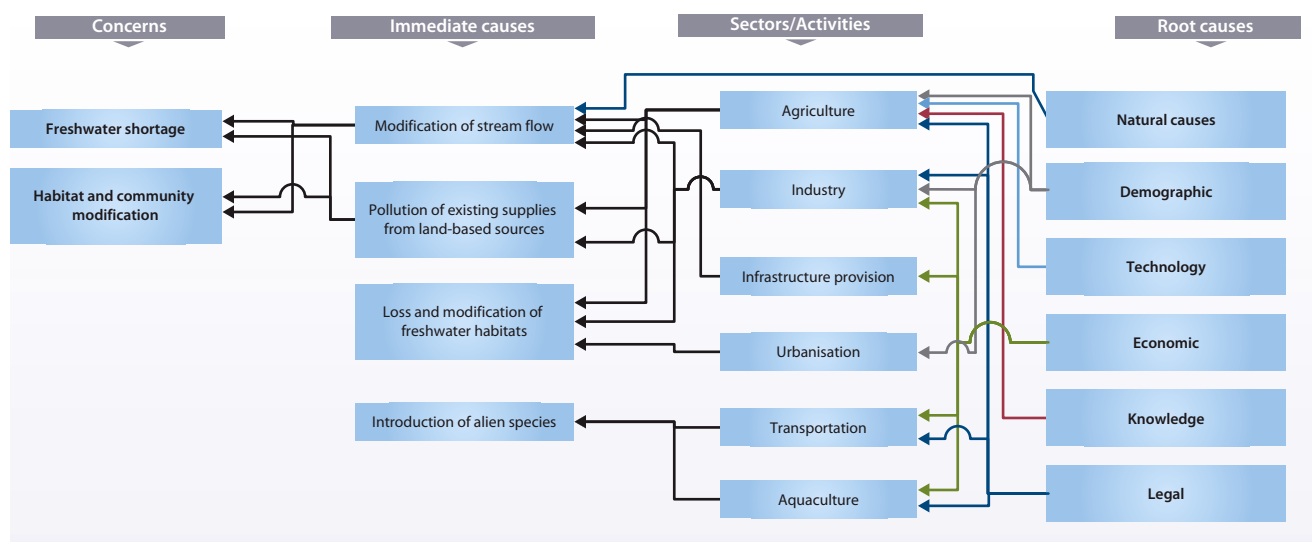 Concerns
Immediate causes
Sectors/Activities
Root causes
Freshwater shortage
Habitat and community
modification
Modification of stream flow
Pollution of existing supplies
from land-based sources
Loss and modification of
freshwater habitats
Introduction of alien species
Agriculture
Industry
Infrastructure provision
Urbanisation
Transportation
Aquaculture
Natural causes
Demographic
Technology
Economic
Knowledge
Legal